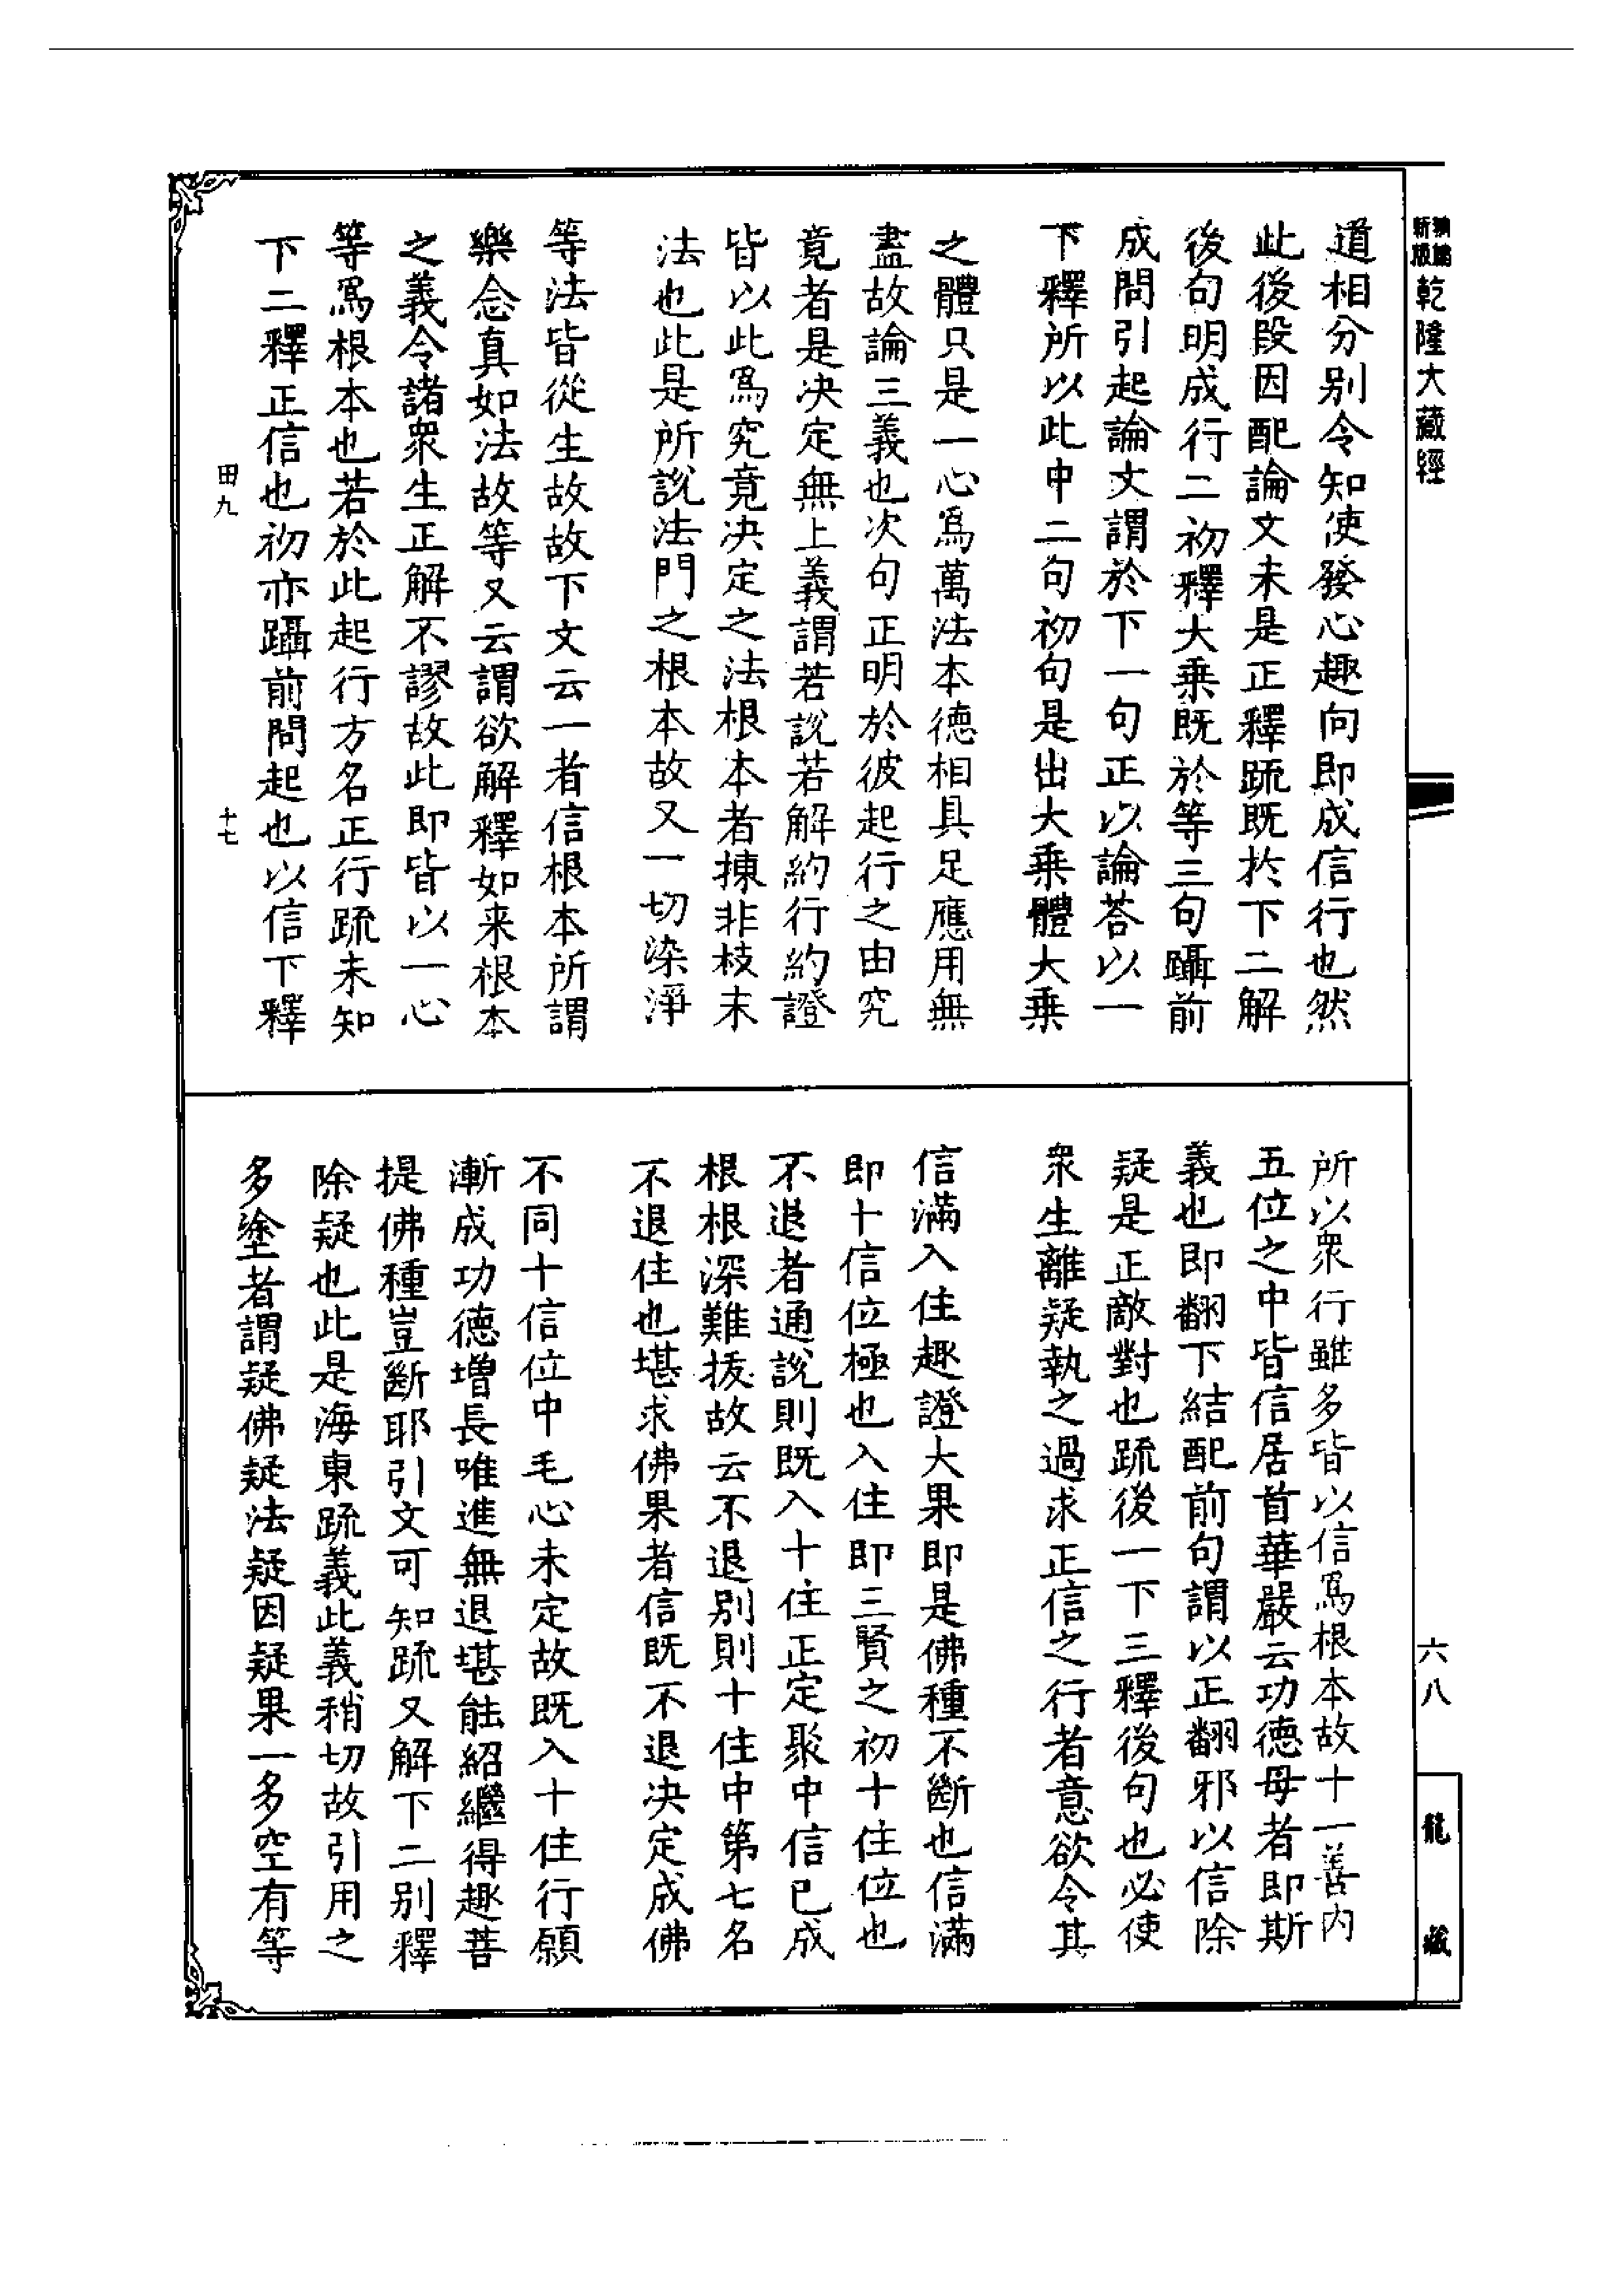 新編
新版
乾隆大藏經
道相分别令知使發心趣向即成信行也然
此後段因配論文未是正釋疏既於下二解
後句明成行二初釋大乗既於等三句躡前
成問引起論文謂於下一句正以論荅以一
下釋所以此中二句初句是出大乗體大乗
之體只是一心爲萬法本德相具足應用無
盡故論三義也次句正明於彼起行之由究
竟者是决定無上義謂若説若解約行約證
皆以此爲究竟决定之法根本者揀非枝末
法也此是所說法門之根本故又一切染淨
等法皆從生故故下文云一者信根本所謂
樂念真如法故等又云謂欲解釋如来根本
之義令諸衆生正解不謬故此即皆以一心
等爲根本也若於此起行方名正行疏未知
下二釋正信也初亦躡前問起也以信下釋
田九
十七
所以衆行雖多皆以信爲根本故十一善内
五位之中皆信居首華嚴云功德母者即斯
義也即翻下結配前句謂以正翻邪以信除
疑是正敵對也疏後一下三釋後句也必使
衆生離疑執之過求正信之行者意欲令其
信滿入住趣證大果即是佛種不斷也信滿
即十信位極也入住即三賢之初十住位也
不退者通說則既入十住正定聚中信已成
根根深難拔故云不退别則十住中第七名
不退住也堪求佛果者信既不退决定成佛
不同十信位中毛心未定故既入十住行願
漸成功德增長唯進無退堪能紹繼得趣菩
提佛種豈斷耶引文可知疏又解下二别釋
除疑也此是海東疏義此義稍切故引用之
多塗者謂疑佛疑法疑因疑果一多空有等
六八
龍藏